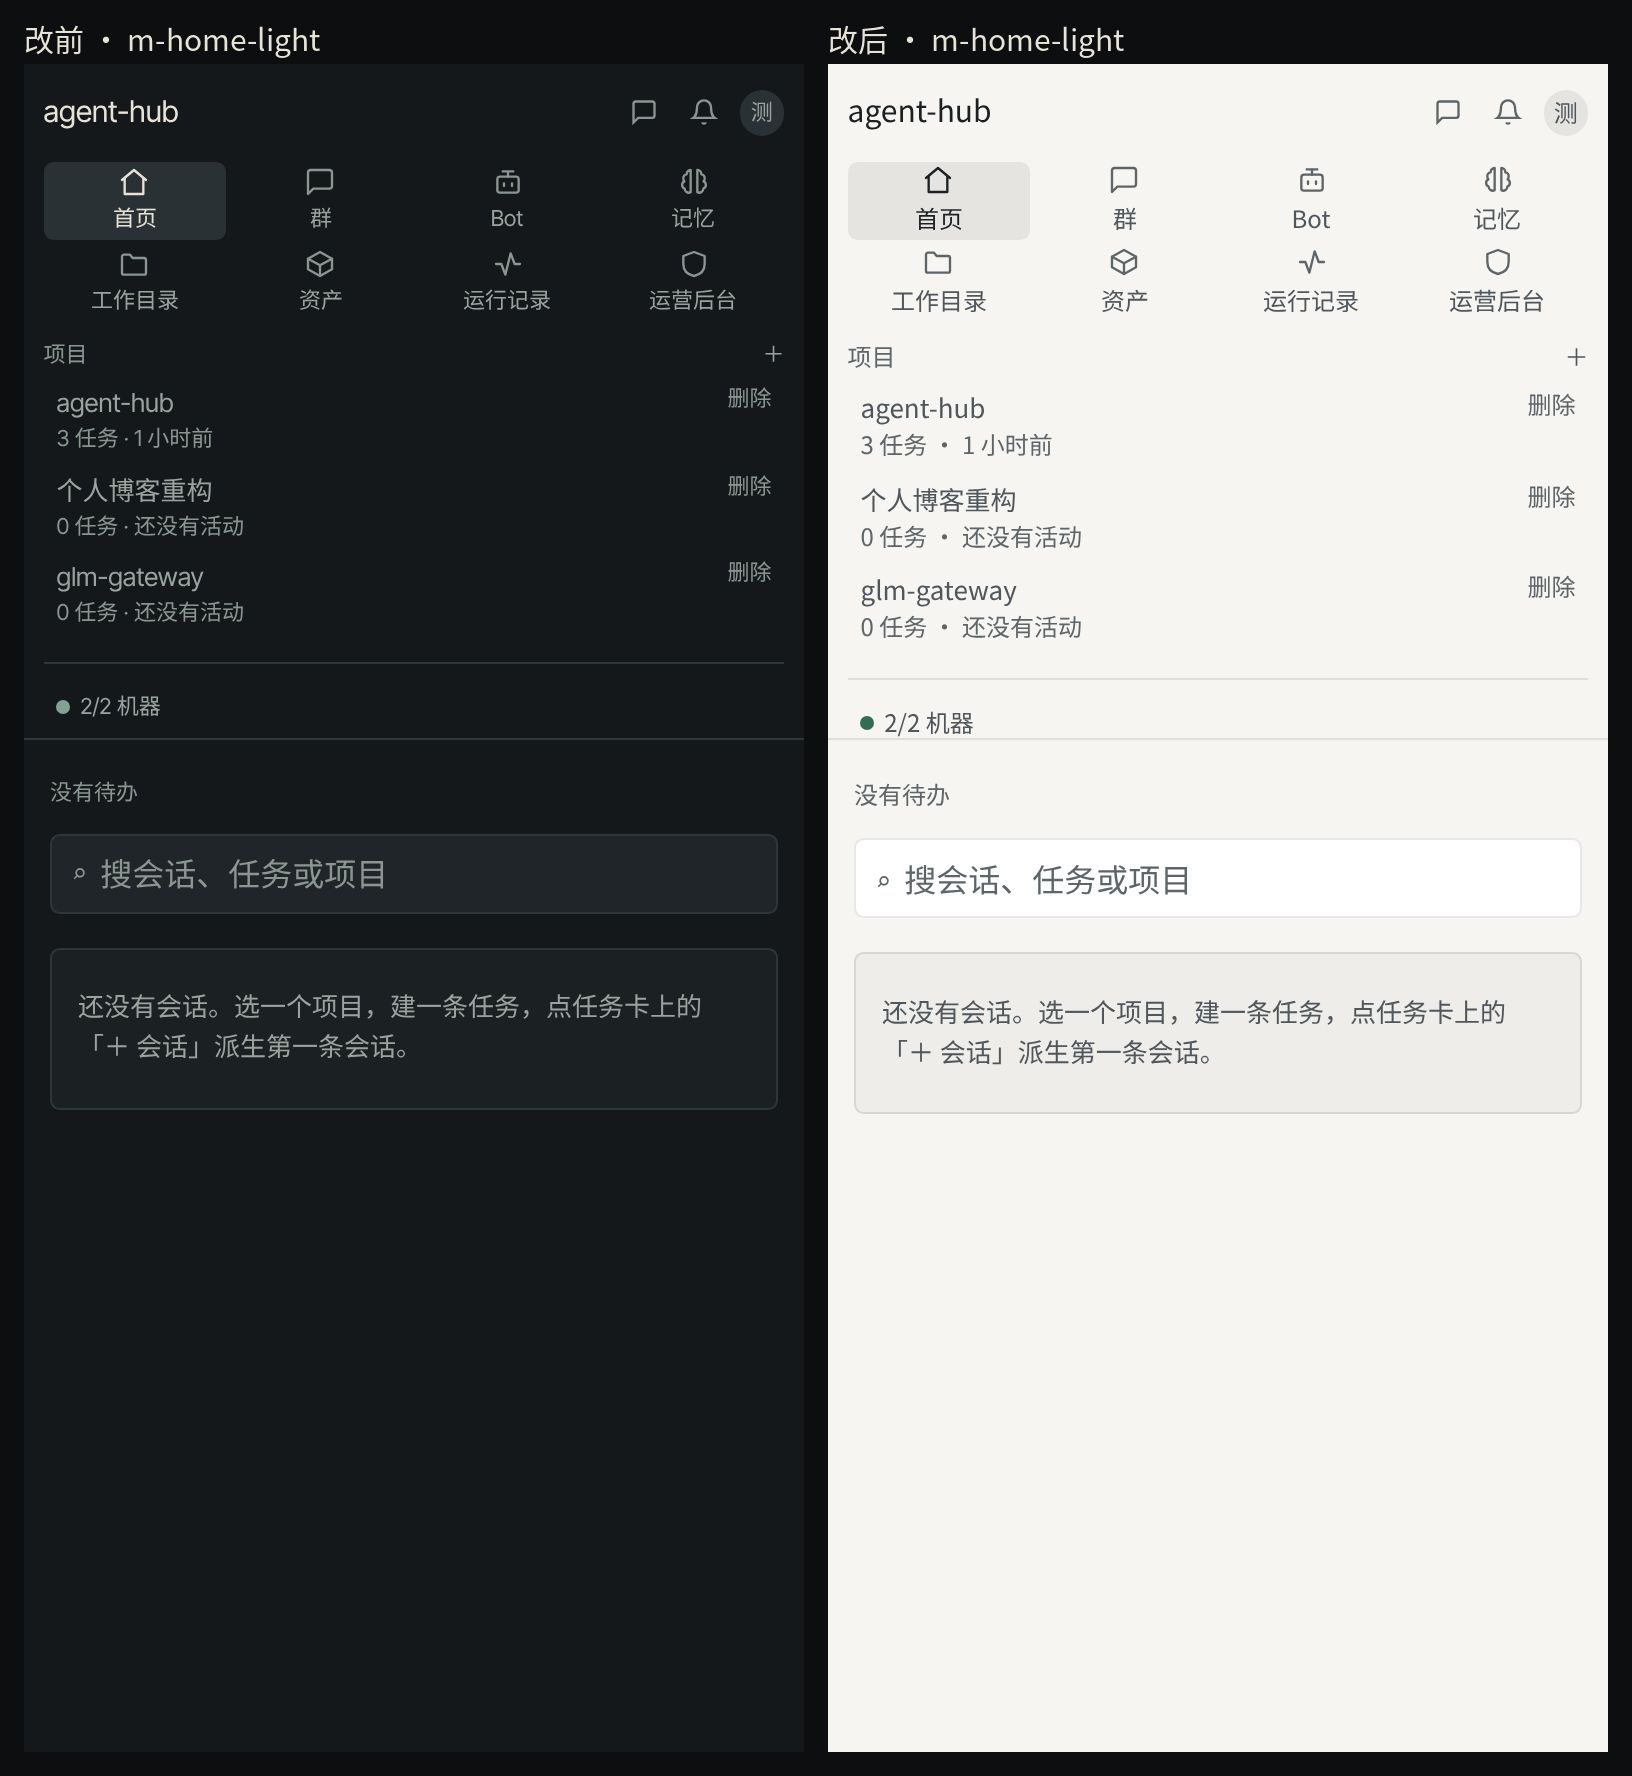 改前 · m-home-light
agent-hub
测
首页
群
Bot
记忆
工作目录
资产
运行记录
运营后台
项目
+
agent-hub
删除
3 任务 · 1 小时前
个人博客重构
删除
0 任务 · 还没有活动
glm-gateway
删除
0 任务 · 还没有活动
2/2 机器
没有待办
搜会话、任务或项目
还没有会话。选一个项目，建一条任务，点任务卡上的
「＋ 会话」派生第一条会话。
改后 · m-home-light
agent-hub
测
首页
群
Bot
记忆
工作目录
资产
运行记录
运营后台
项目
+
agent-hub
删除
3 任务 · 1 小时前
个人博客重构
删除
0 任务 · 还没有活动
glm-gateway
删除
0 任务 · 还没有活动
2/2 机器
没有待办
搜会话、任务或项目
还没有会话。选一个项目，建一条任务，点任务卡上的
「＋ 会话」派生第一条会话。